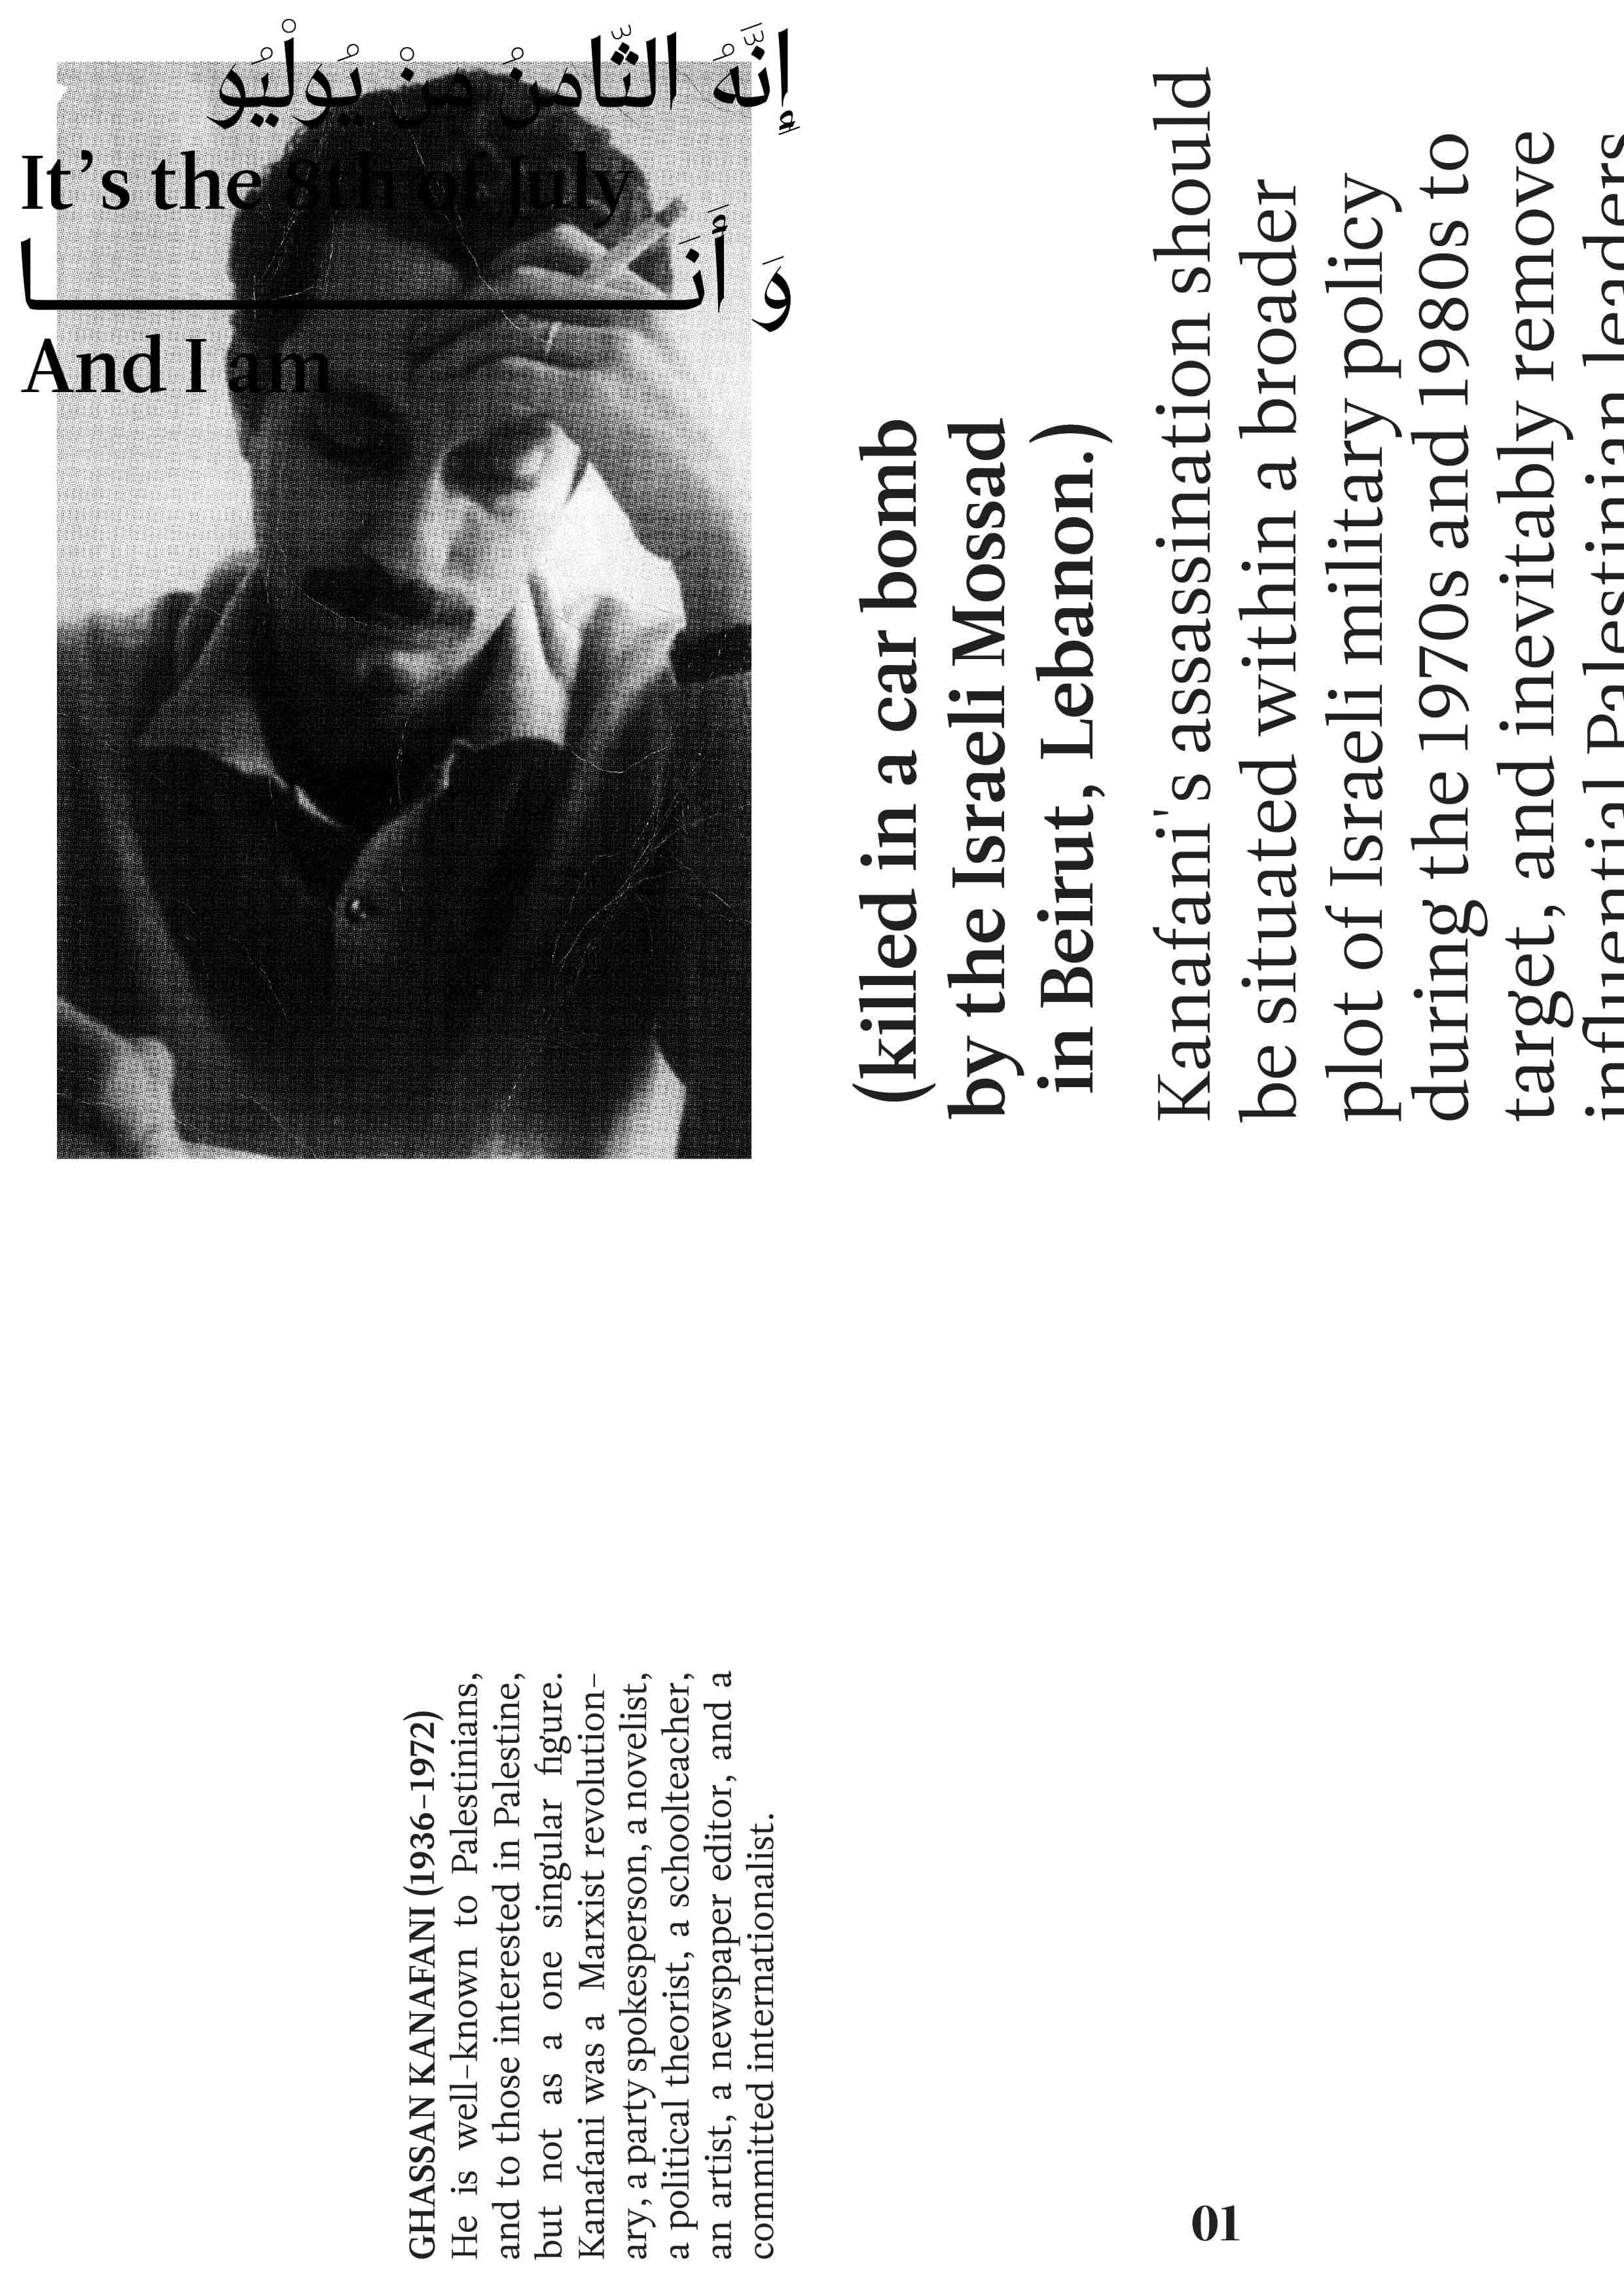 إِنَّهُ الثَّامِنُ مِنْ يُولْيُو
It's the 8th of July
وَ أَنَـــــــــا
And I am
(killed in a car bomb
by the Israeli Mossad
in Beirut, Lebanon.)
Kanafani's assassination should
be situated within a broader
plot of Israeli military policy
during the 1970s and 1980s to
target, and inevitably remove
influential Palestinian leaders
GHASSAN KANAFANI (1936–1972)
He is well–known to Palestinians,
and to those interested in Palestine,
but not as a one singular figure.
Kanafani was a Marxist revolution–
ary, a party spokesperson, a novelist,
a political theorist, a schoolteacher,
an artist, a newspaper editor, and a
committed internationalist.
01